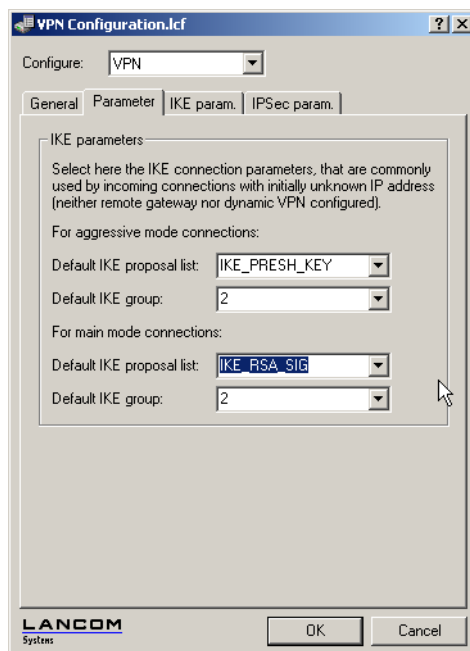 VPN Configuration.lcf
Configure: VPN
General Parameter IKE param. IPSec param.
IKE parameters
Select here the IKE connection parameters, that are commonly
used by incoming connections with initially unknown IP address
(neither remote gateway nor dynamic VPN configured).
For aggressive mode connections:
Default IKE proposal list: IKE_PRESH_KEY
Default IKE group: 2
For main mode connections:
Default IKE proposal list: IKE_RSA_SIG
Default IKE group: 2
LANCOM
Systems
OK Cancel